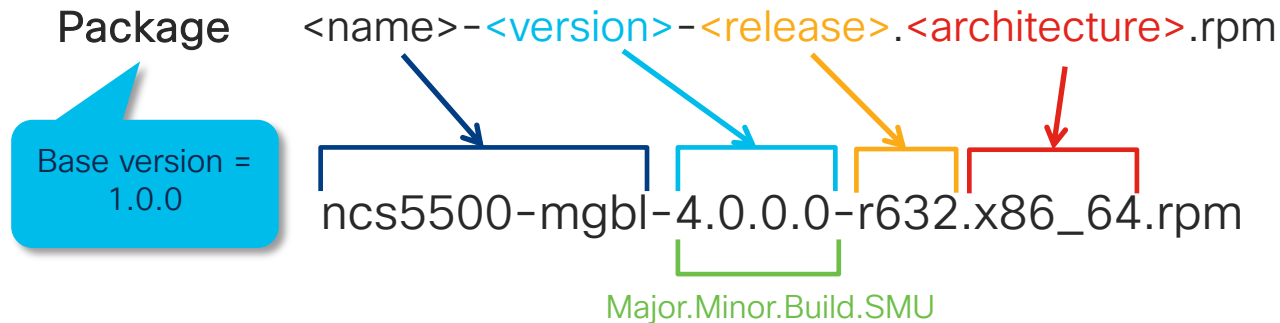 Package <name>-<version>-<release>.<architecture>.rpm
Base version =
1.0.0
ncs5500-mgbl-4.0.0.0-r632.x86_64.rpm
Major.Minor.Build.SMU